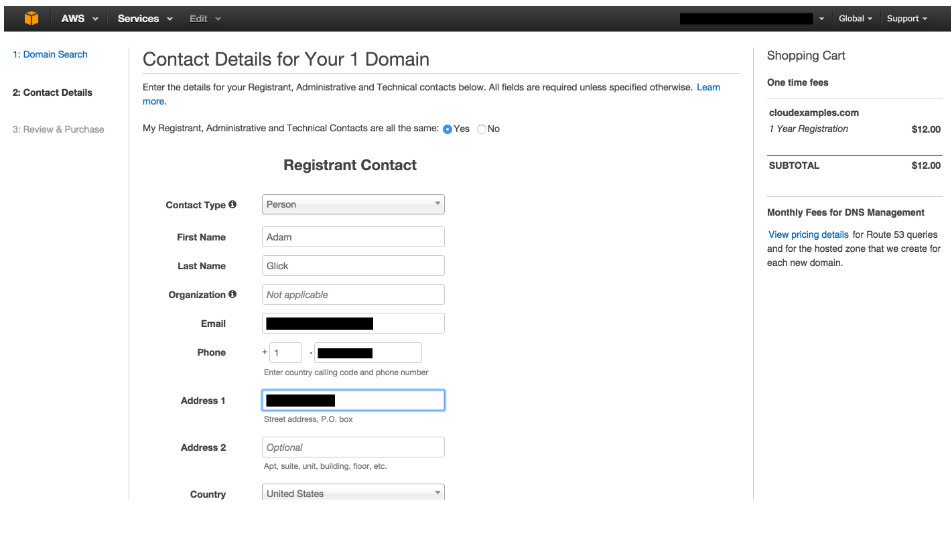 AWS Services Edit Global Support
1: Domain Search
2: Contact Details
3: Review & Purchase
Contact Details for Your 1 Domain
Enter the details for your Registrant, Administrative and Technical contacts below. All fields are required unless specified otherwise. Learn
more.
My Registrant, Administrative and Technical Contacts are all the same: Yes No
Registrant Contact
Contact Type Person
First Name Adam
Last Name Glick
Organization Not applicable
Email
Phone + 1 -
Enter country calling code and phone number
Address 1
Street address, P.O. box
Address 2 Optional
Apt, suite, unit, building, floor, etc.
Country United States
Shopping Cart
One time fees
cloudexamples.com
1 Year Registration $12.00
SUBTOTAL $12.00
Monthly Fees for DNS Management
View pricing details for Route 53 queries
and for the hosted zone that we create for
each new domain.